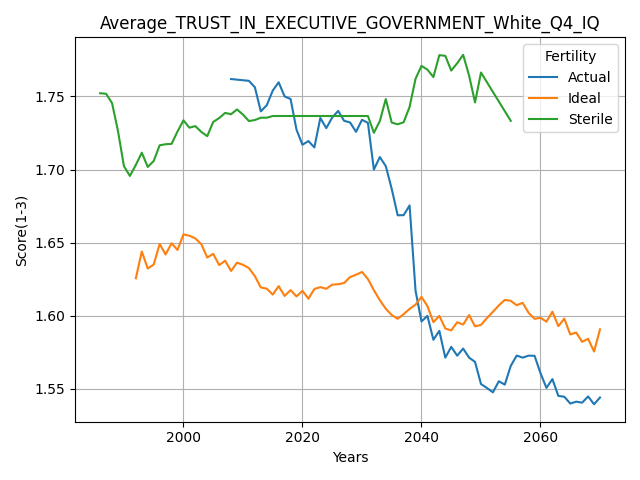 Average_TRUST_IN_EXECUTIVE_GOVERNMENT_White_Q4_IQ
Fertility
Actual
Ideal
Sterile
Score(1-3)
1.75
1.70
1.65
1.60
1.55
2000
2020
2040
2060
Years